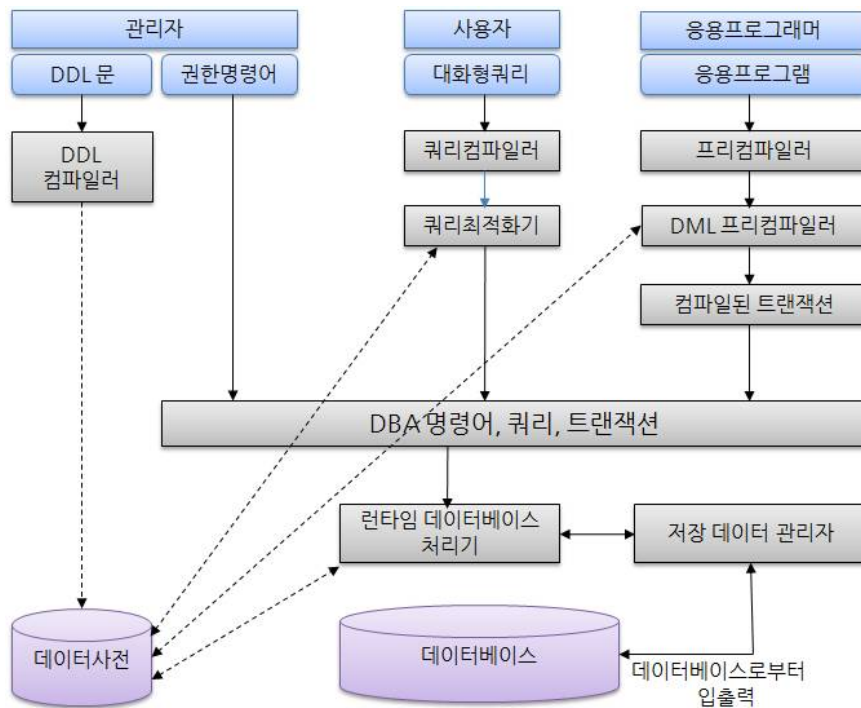 관리자
사용자
응용프로그래머
DDL 문
권한명령어
대화형쿼리
응용프로그램
DDL
컴파일러
쿼리컴파일러
프리컴파일러
쿼리최적화기
DML 프리컴파일러
컴파일된 트랜잭션
DBA 명령어, 쿼리, 트랜잭션
런타임 데이터베이스
처리기
저장 데이터 관리자
데이터사전
데이터베이스
데이터베이스로부터
입출력